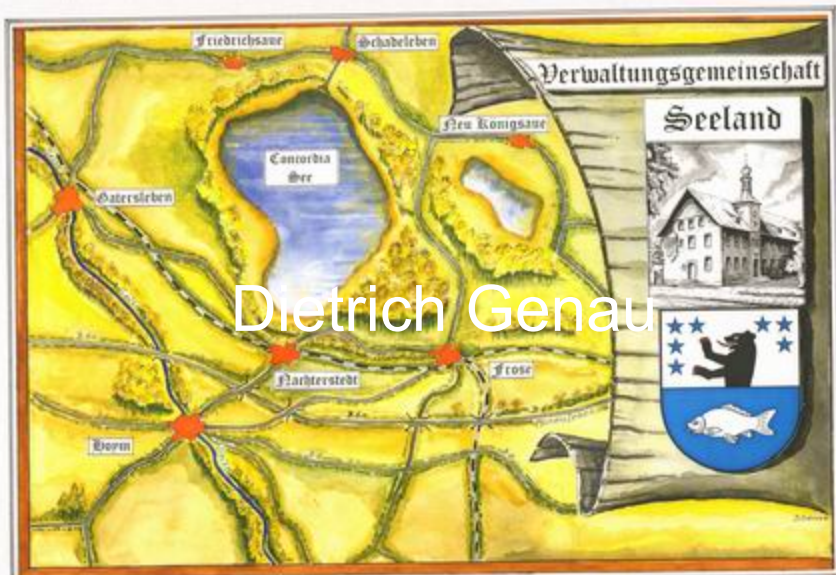 Friedrichsaue
Schadeleben
Verwaltungsgemeinschaft
Seeland
Neu Königsaue
Concordia
See
Gatersleben
Dietrich Genau
Nachterstedt
Frose
Hoym